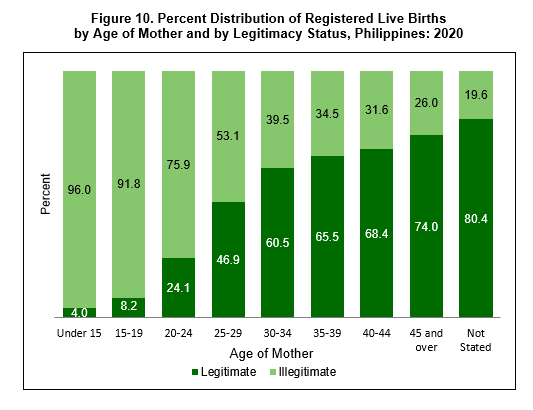 Figure 10. Percent Distribution of Registered Live Births
by Age of Mother and by Legitimacy Status, Philippines: 2020
Percent
96.0
4.0
91.8
8.2
75.9
24.1
53.1
46.9
39.5
60.5
34.5
65.5
31.6
68.4
26.0
74.0
19.6
80.4
Under 15
15-19
20-24
25-29
30-34
35-39
40-44
45 and
over
Not
Stated
Age of Mother
Legitimate
Illegitimate